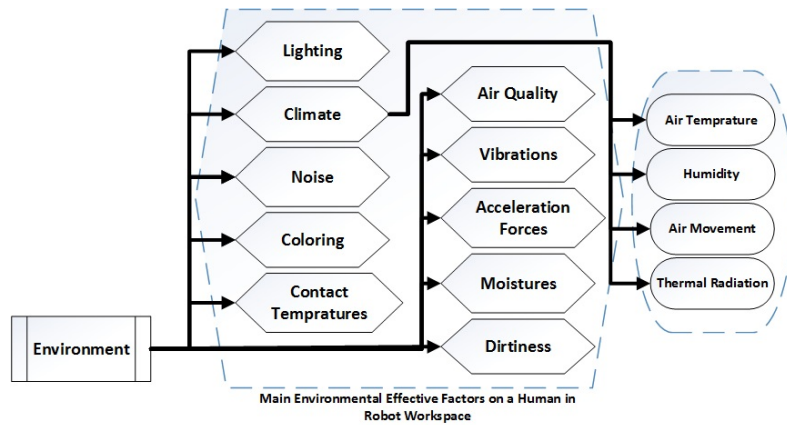 Lighting
Climate
Noise
Coloring
Contact
Tempratures
Environment
Air Quality
Vibrations
Acceleration
Forces
Moistures
Dirtiness
Air Temprature
Humidity
Air Movement
Thermal Radiation
Main Environmental Effective Factors on a Human in
Robot Workspace